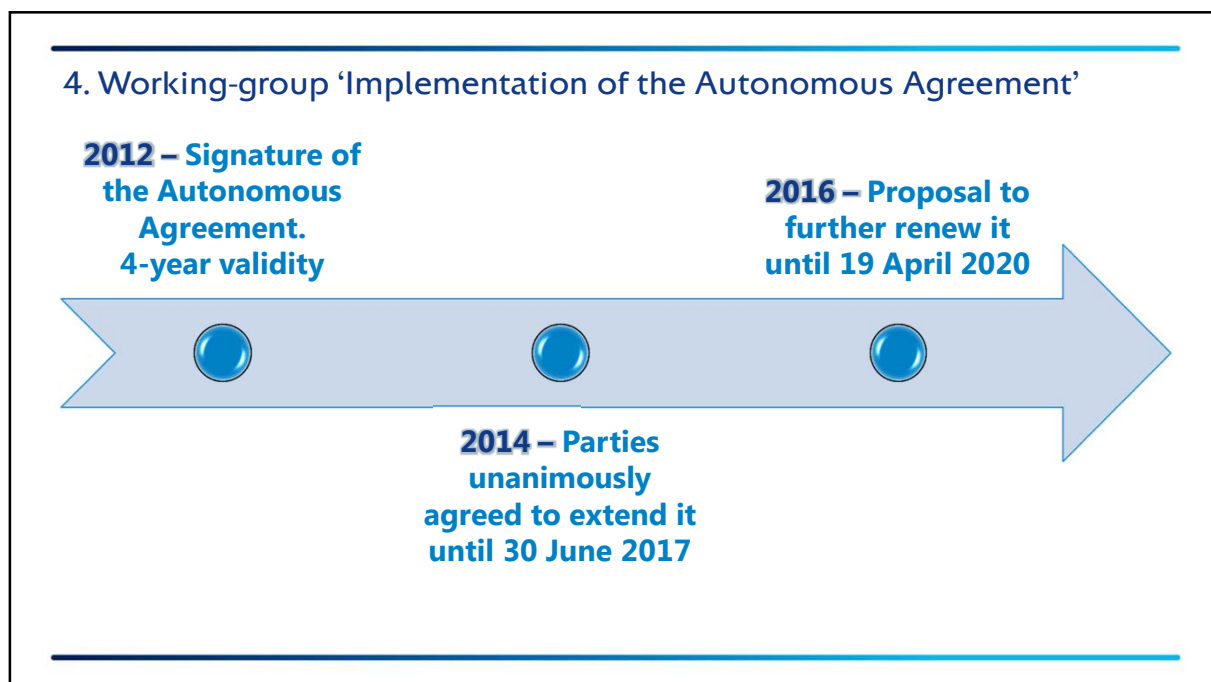 4. Working-group ‘Implementation of the Autonomous Agreement’
2012 – Signature of
the Autonomous
Agreement.
4-year validity
2014 – Parties
unanimously
agreed to extend it
until 30 June 2017
2016 – Proposal to
further renew it
until 19 April 2020